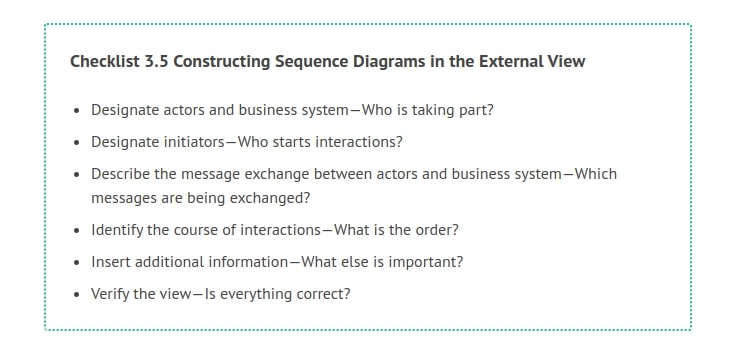 Checklist 3.5 Constructing Sequence Diagrams in the External View
• Designate actors and business system—Who is taking part?
• Designate initiators—Who starts interactions?
• Describe the message exchange between actors and business system—Which
messages are being exchanged?
• Identify the course of interactions—What is the order?
• Insert additional information—What else is important?
• Verify the view—Is everything correct?